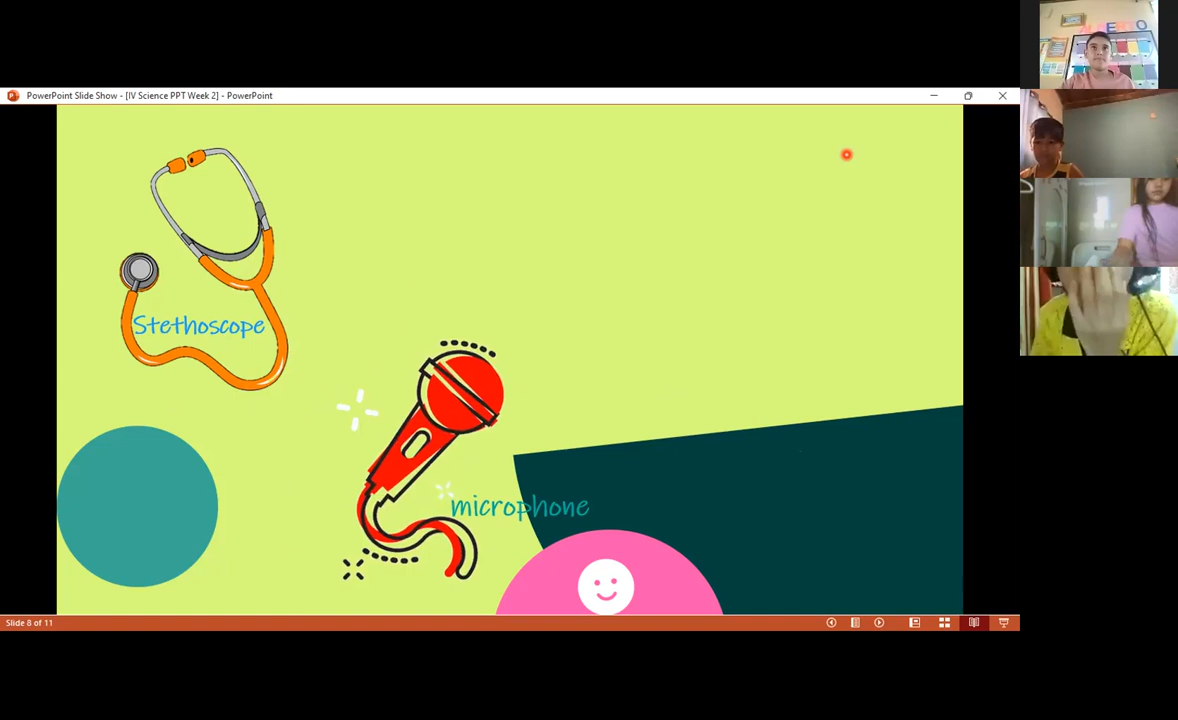 PowerPoint Slide Show - [IV Science PPT Week 2] - PowerPoint
Stethoscope
microphone
Slide 8 of 11